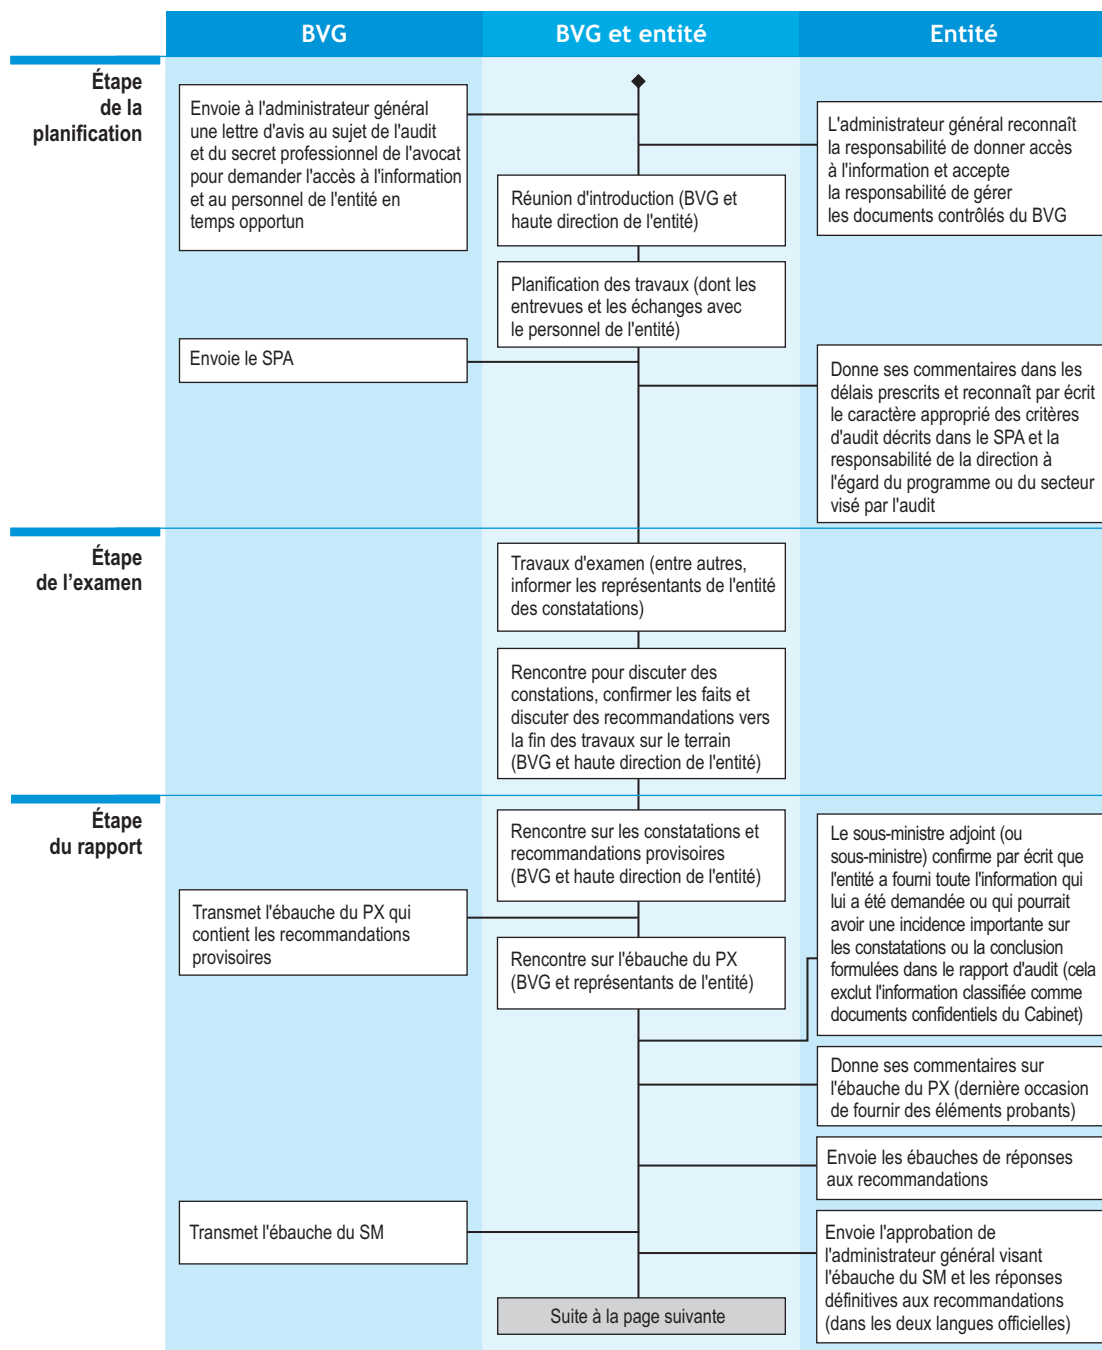 BVG
BVG et entité
Entité
Étape
de la
planification
Envoie à l'administrateur général
une lettre d'avis au sujet de l'audit
et du secret professionnel de l'avocat
pour demander l'accès à l'information
et au personnel de l'entité en
temps opportun
L'administrateur général reconnaît
la responsabilité de donner accès
à l'information et accepte
la responsabilité de gérer
les documents contrôlés du BVG
Réunion d'introduction (BVG et
haute direction de l'entité)
Planification des travaux (dont les
entrevues et les échanges avec
le personnel de l'entité)
Envoie le SPA
Donne ses commentaires dans les
délais prescrits et reconnaît par écrit
le caractère approprié des critères
d'audit décrits dans le SPA et la
responsabilité de la direction à
l'égard du programme ou du secteur
visé par l'audit
Étape
de l'examen
Travaux d'examen (entre autres,
informer les représentants de l'entité
des constatations)
Rencontre pour discuter des
constations, confirmer les faits et
discuter des recommandations vers
la fin des travaux sur le terrain
(BVG et haute direction de l'entité)
Étape
du rapport
Rencontre sur les constatations et
recommandations provisoires
(BVG et haute direction de l'entité)
Le sous-ministre adjoint (ou
sous-ministre) confirme par écrit que
l'entité a fourni toute l'information qui
lui a été demandée ou qui pourrait
avoir une incidence importante sur
les constatations ou la conclusion
formulées dans le rapport d'audit (cela
exclut l'information classifiée comme
documents confidentiels du Cabinet)
Transmet l'ébauche du PX qui
contient les recommandations
provisoires
Rencontre sur l'ébauche du PX
(BVG et représentants de l'entité)
Donne ses commentaires sur
l'ébauche du PX (dernière occasion
de fournir des éléments probants)
Envoie les ébauches de réponses
aux recommandations
Transmet l'ébauche du SM
Envoie l'approbation de
l'administrateur général visant
l'ébauche du SM et les réponses
définitives aux recommandations
(dans les deux langues officielles)
Suite à la page suivante